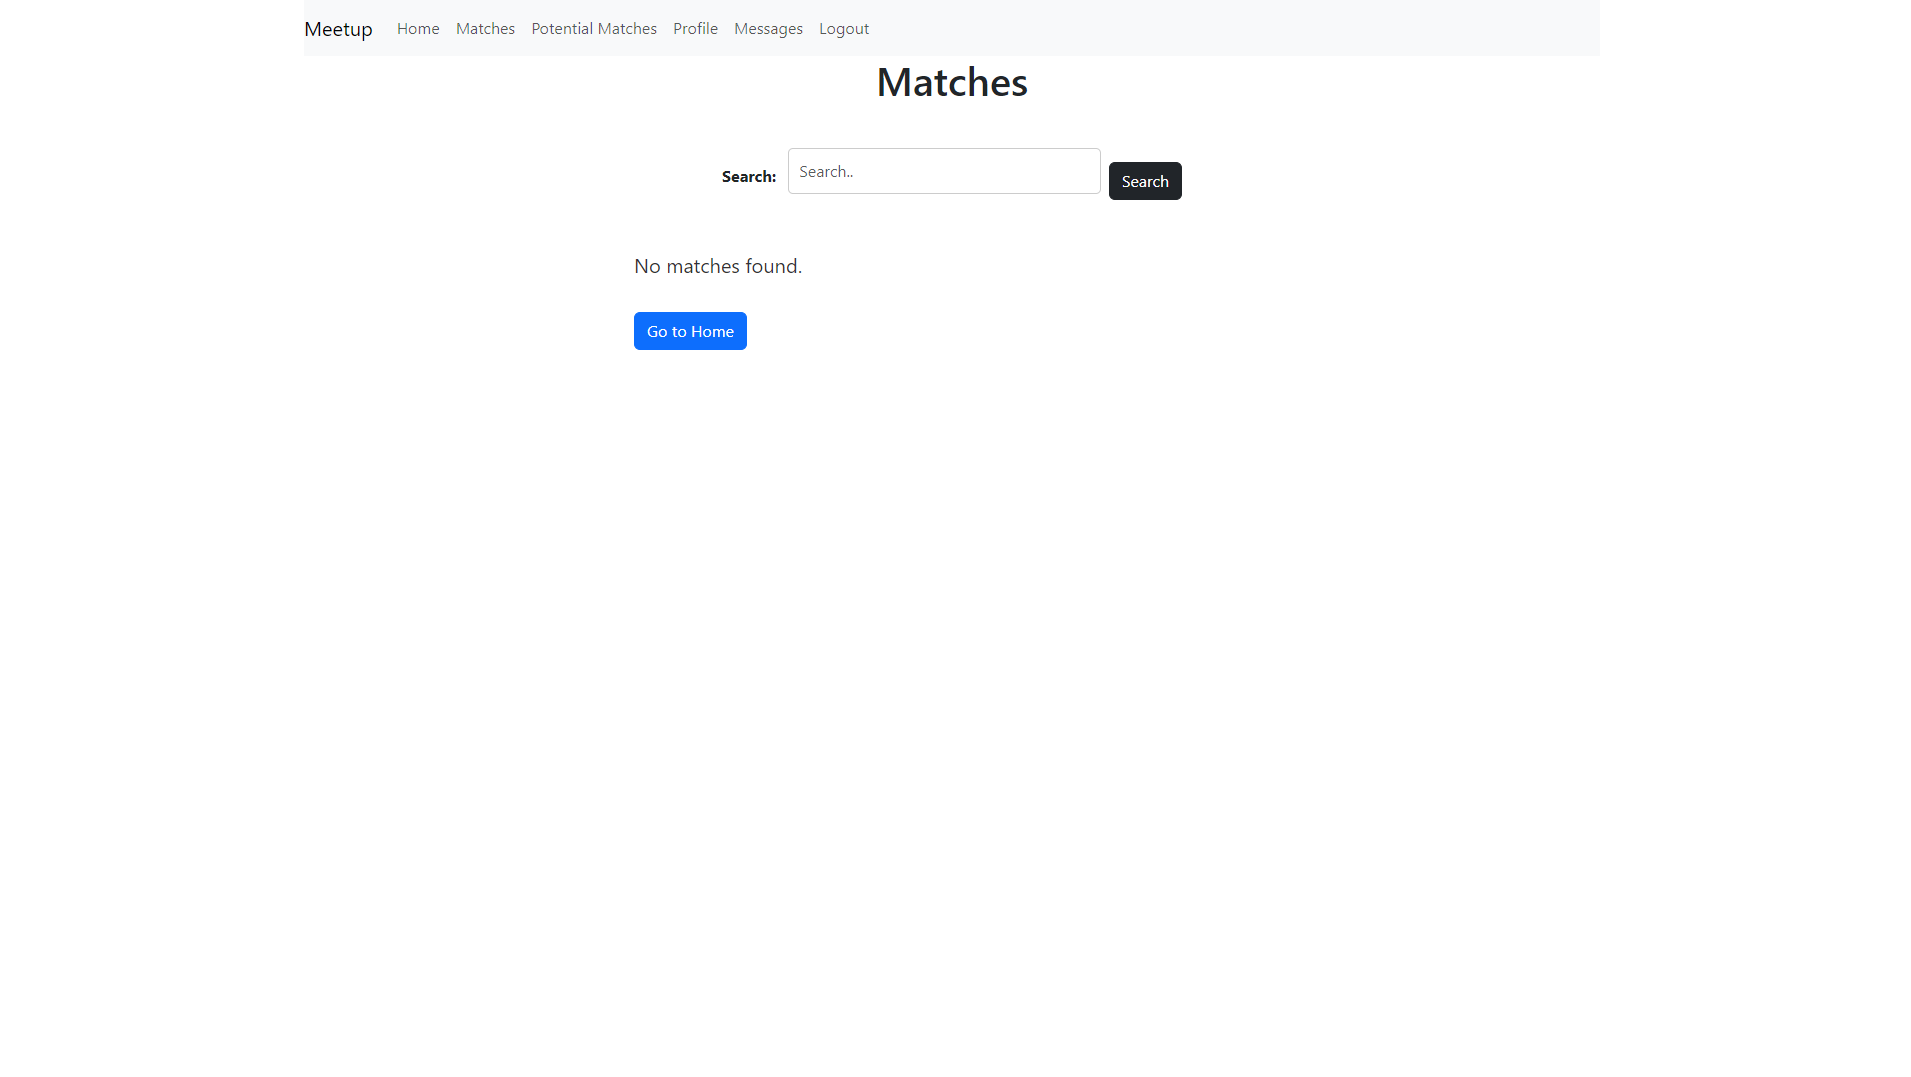 Meetup Home Matches Potential Matches Profile Messages Logout
Matches
Search: Search.. Search
No matches found.
Go to Home